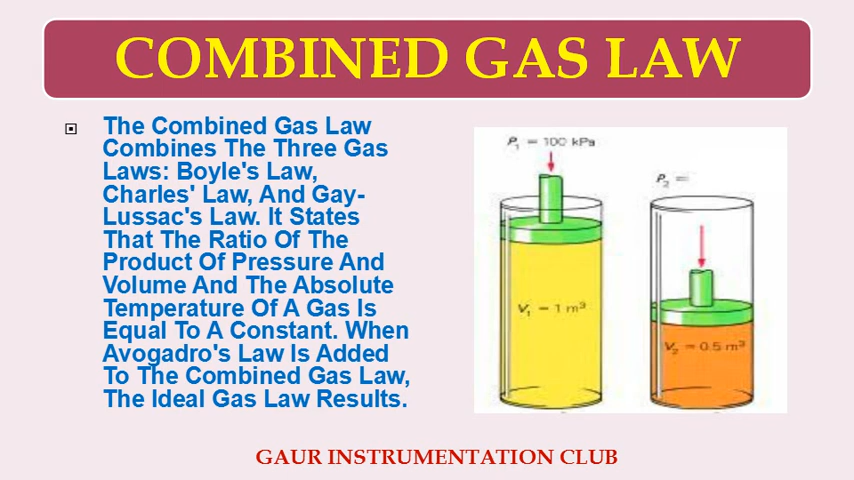 COMBINED GAS LAW
The Combined Gas Law
Combines The Three Gas
Laws: Boyle's Law,
Charles' Law, And Gay-
Lussac's Law. It States
That The Ratio Of The
Product Of Pressure And
Volume And The Absolute
Temperature Of A Gas Is
Equal To A Constant. When
Avogadro's Law Is Added
To The Combined Gas Law,
The Ideal Gas Law Results.
P₁ = 100 kPa
P₂ =
V₁ = 1 m³
V₂ = 0.5 m³
GAUR INSTRUMENTATION CLUB